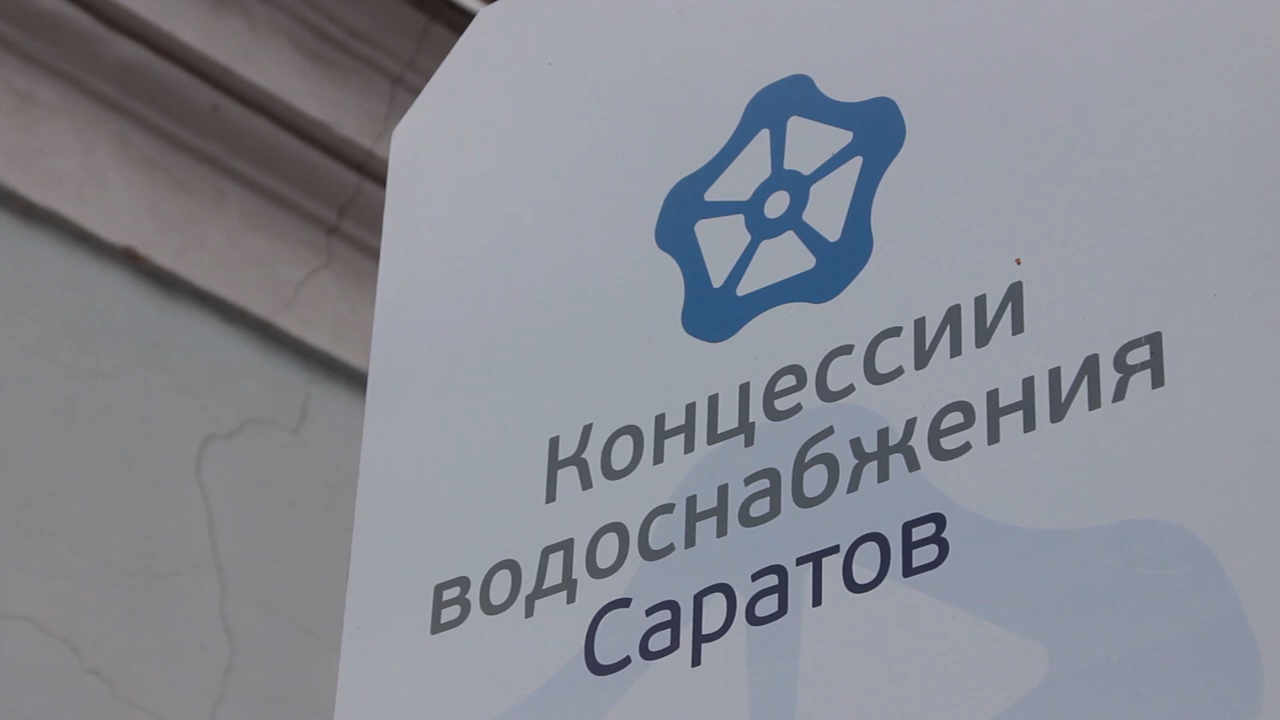 Концессии
водоснабжения
Саратов